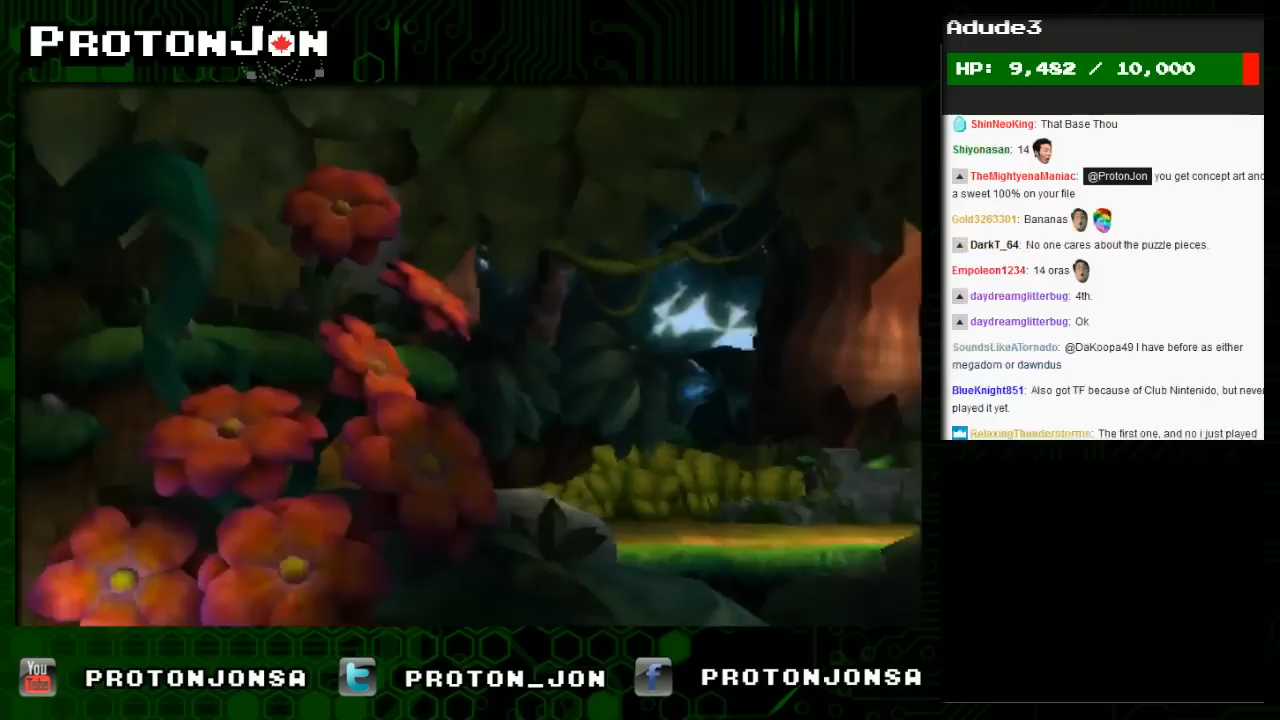 PROTONJON
Adude3
HP: 9,482 / 10,000
ShinNeoKing: That Base Thou
Shiyonasan: 14
TheMightyenaManiac: @ProtonJon you get concept art and
a sweet 100% on your file
Gold3263301: Bananas
DarkT_64: No one cares about the puzzle pieces.
Empoleon1234: 14 oras
daydreamglitterbug: 4th.
daydreamglitterbug: Ok
SoundsLikeATornado: @DaKoopa49 I have before as either
megadom or dawndus
BlueKnight851: Also got TF because of Club Nintenido, but never
played it yet.
RelaxingThunderstorms: The first one, and no i just played
You Tube PROTONJONSA t PROTON_JON f PROTONJONSA